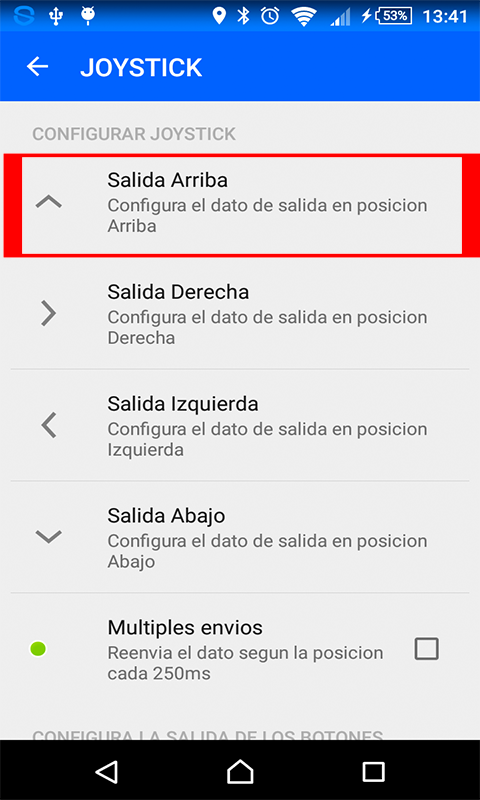 53%
13:41
JOYSTICK
CONFIGURAR JOYSTICK
Salida Arriba
Configura el dato de salida en posicion
Arriba
Salida Derecha
Configura el dato de salida en posicion
Derecha
Salida Izquierda
Configura el dato de salida en posicion
Izquierda
Salida Abajo
Configura el dato de salida en posicion
Abajo
Multiples envios
Reenvia el dato segun la posicion
cada 250ms
CONFIGURA LA SALIDA DE LOS BOTONES